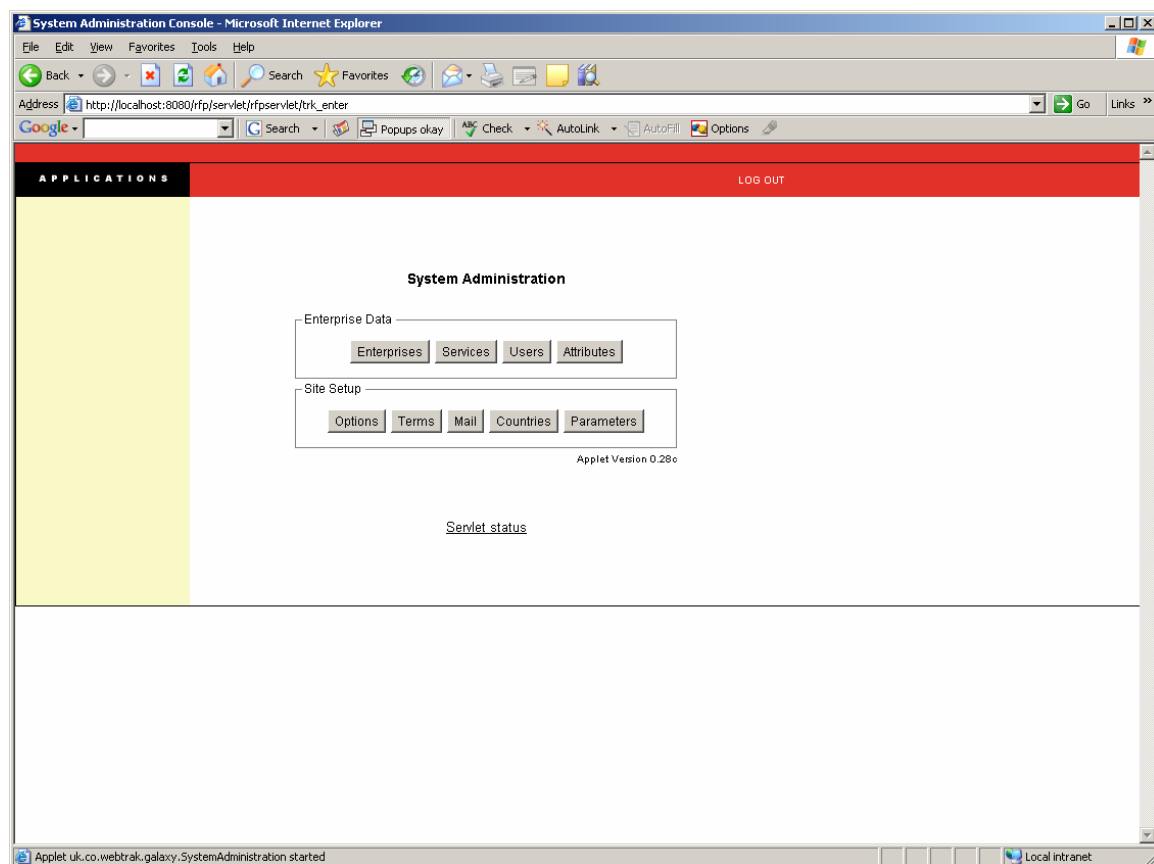 System Administration Console - Microsoft Internet Explorer
File Edit View Favorites Tools Help
Back Search Favorites
Address http://localhost:8080/rfp/servlet/rfpservlet/trk_enter Go Links »
Google Search Popups okay ABC Check AutoLink AutoFill Options
APPLICATIONS LOG OUT
System Administration
Enterprise Data
Enterprises Services Users Attributes
Site Setup
Options Terms Mail Countries Parameters
Applet Version 0.28c
Servlet status
Applet uk.co.webtrak.galaxy.SystemAdministration started Local intranet